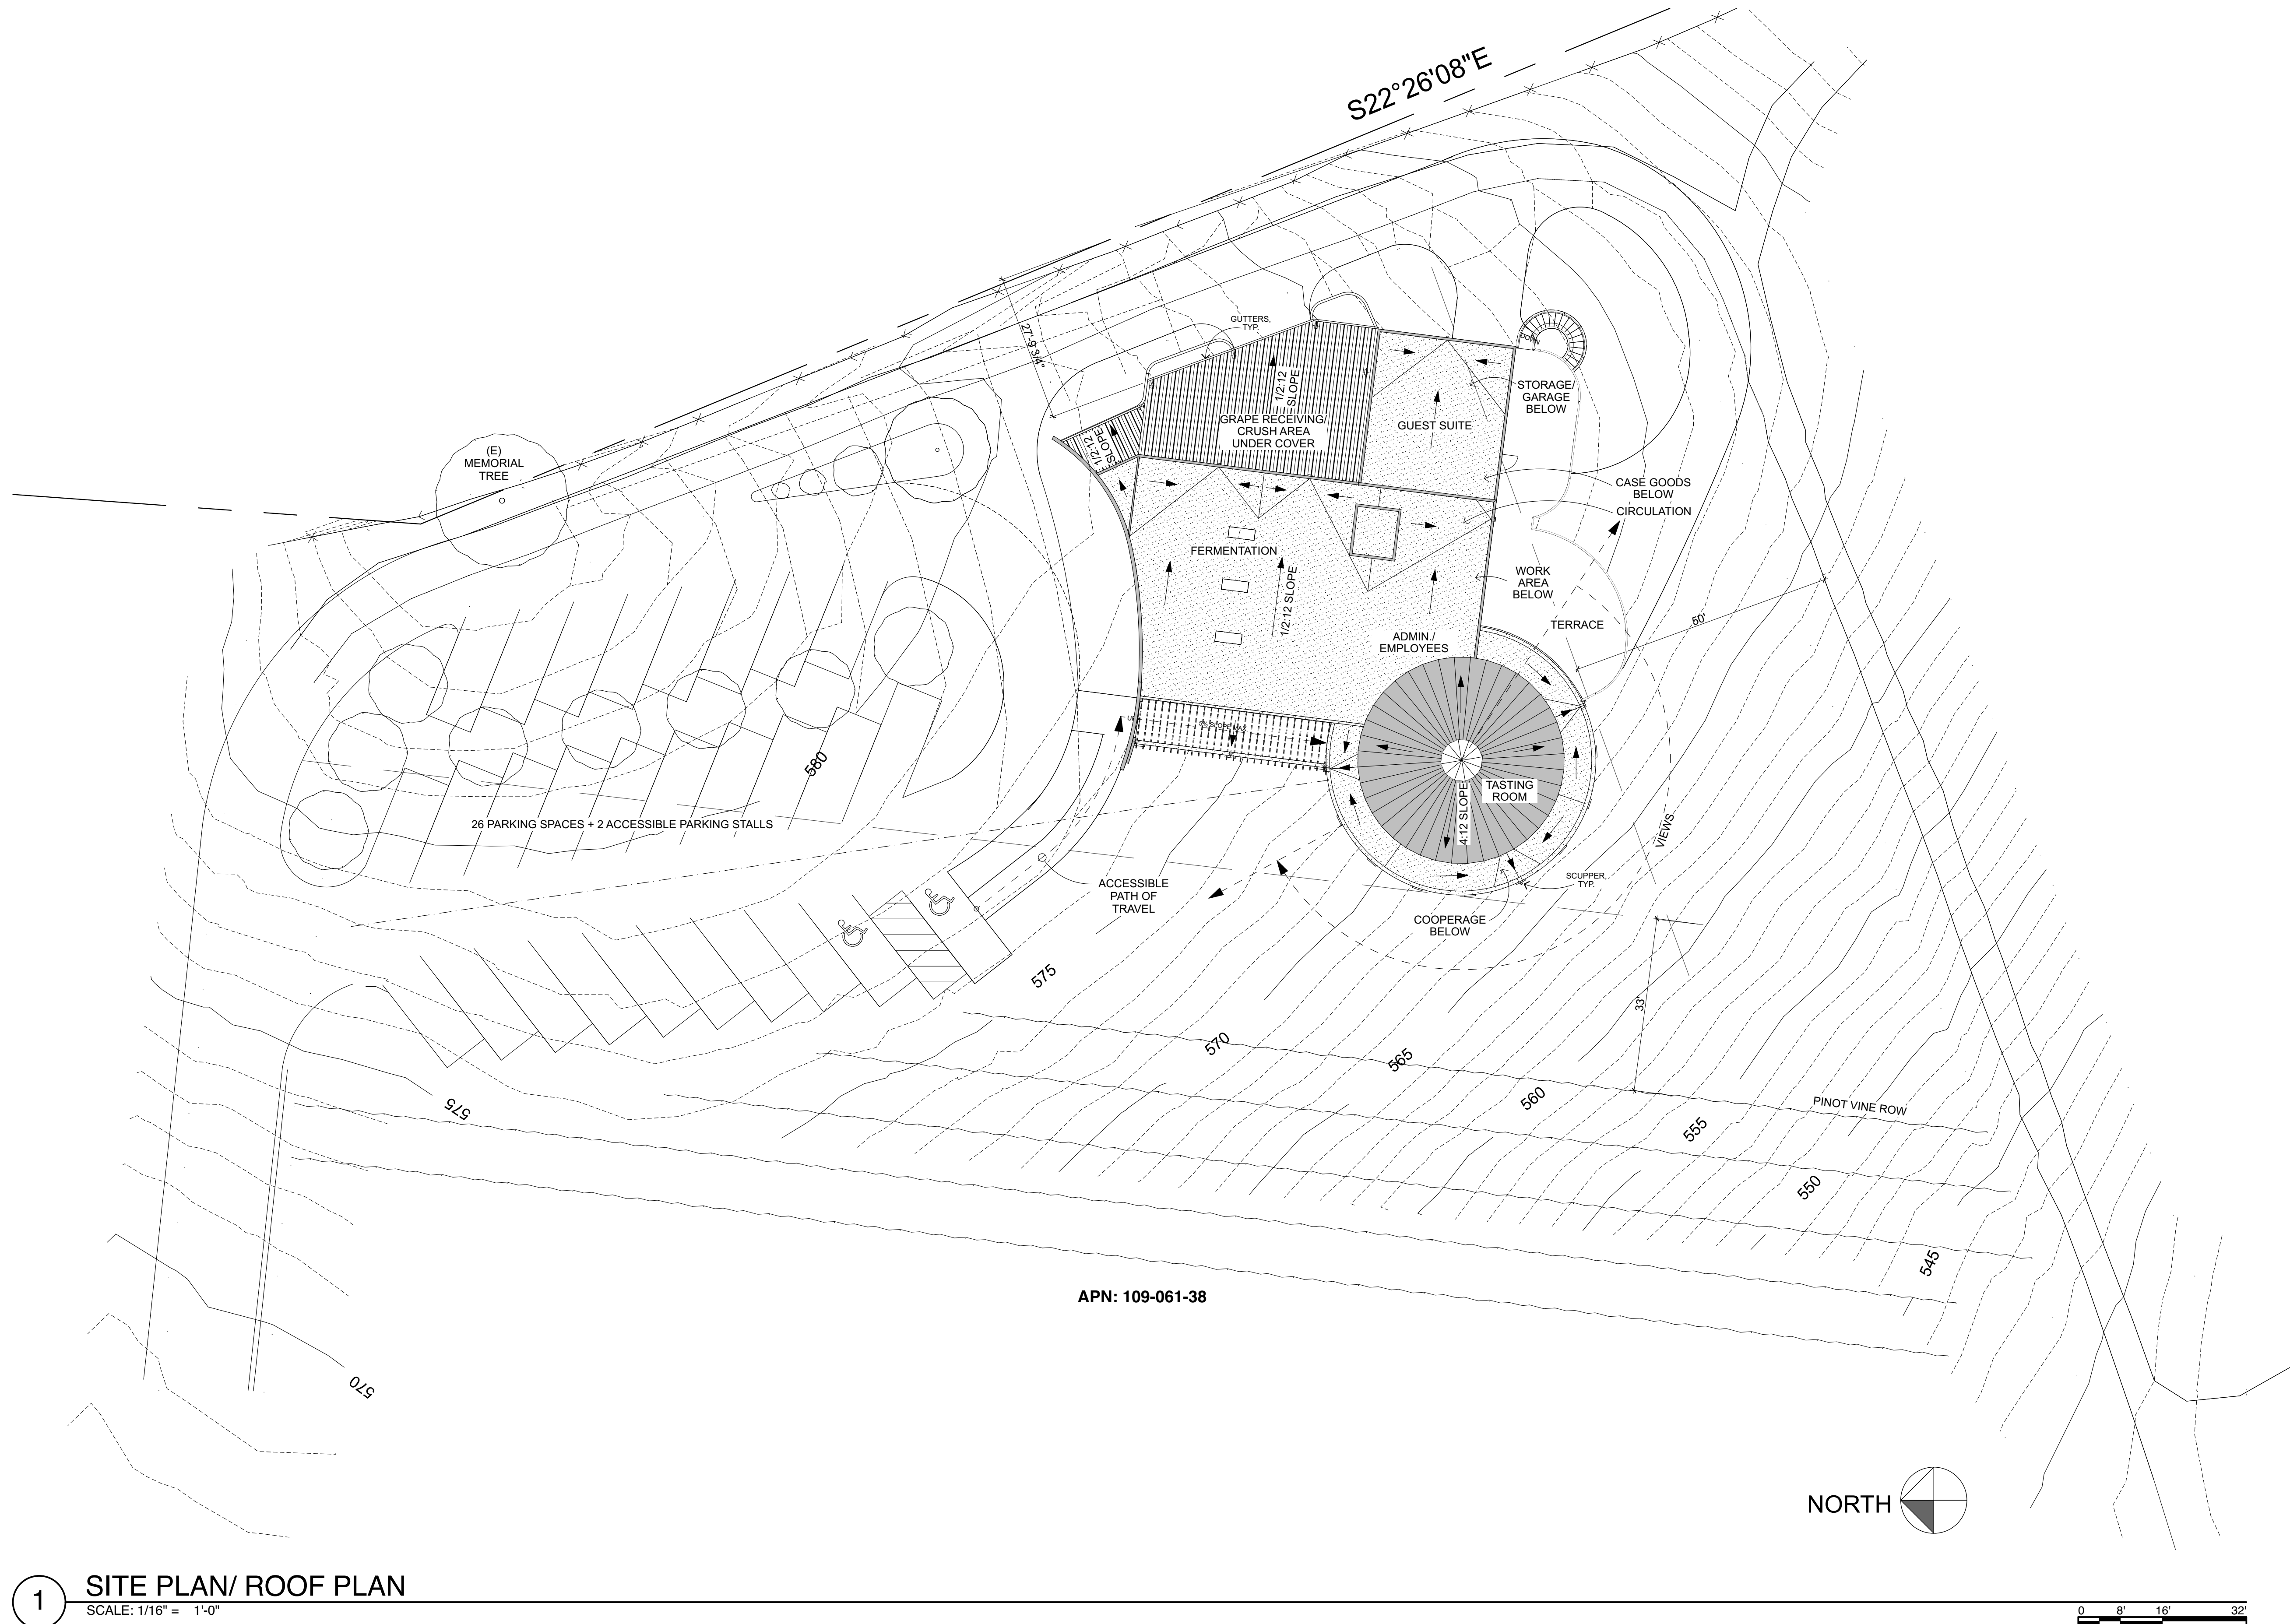 S22°26'08"E
27'-9 3/4"
GUTTERS,
TYP.
(E)
MEMORIAL
TREE
1/2:12
SLOPE
GRAPE RECEIVING/
CRUSH AREA
UNDER COVER
1/2:12
SLOPE
GUEST SUITE
DOWN
STORAGE/
GARAGE
BELOW
CASE GOODS
BELOW
CIRCULATION
FERMENTATION
1/2:12 SLOPE
WORK
AREA
BELOW
TERRACE
50'
ADMIN./
EMPLOYEES
UP
5% SLOPE MAX.
580
26 PARKING SPACES + 2 ACCESSIBLE PARKING STALLS
TASTING
ROOM
4:12 SLOPE
VIEWS
SCUPPER,
TYP.
ACCESSIBLE
PATH OF
TRAVEL
COOPERAGE
BELOW
575
33'
570
565
560
555
550
545
PINOT VINE ROW
575
570
APN: 109-061-38
NORTH
1
SITE PLAN/ ROOF PLAN
SCALE: 1/16" = 1'-0"
0 8' 16' 32'